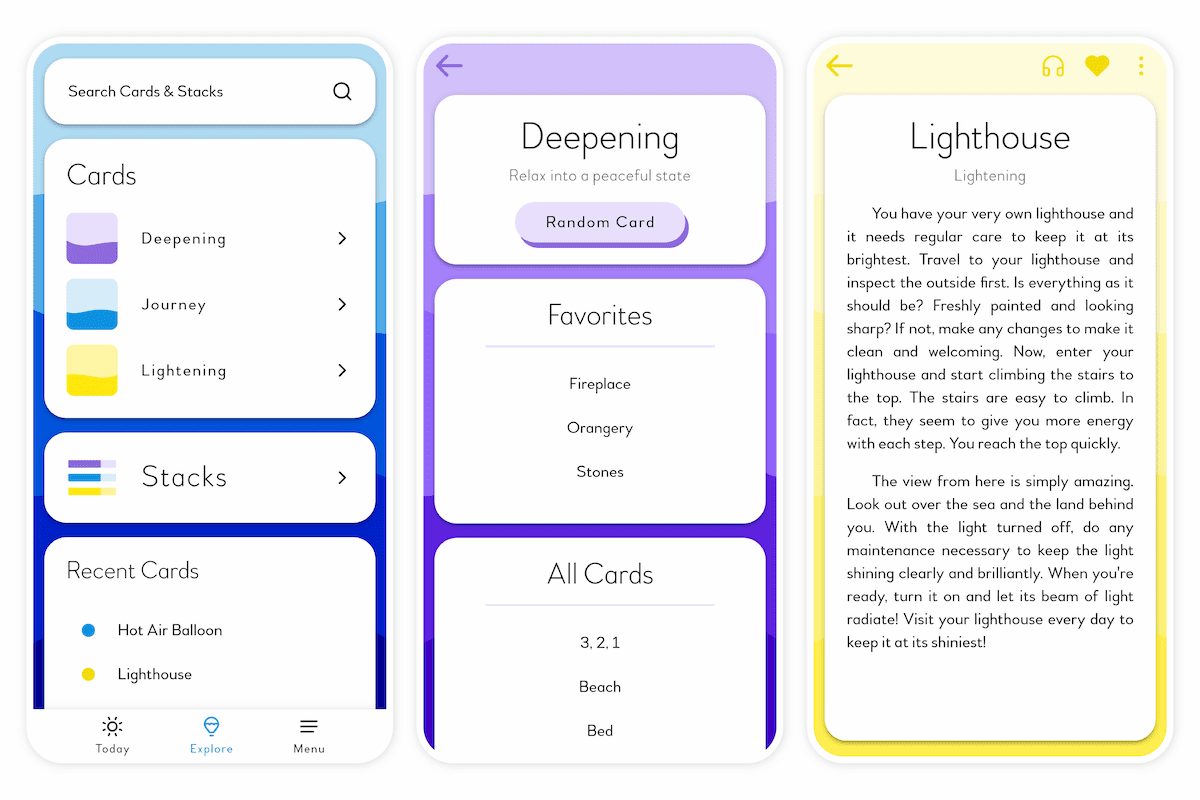 Search Cards & Stacks
Cards
Deepening
Journey
Lightening
Stacks
Recent Cards
Hot Air Balloon
Lighthouse
Today
Explore
Menu
Deepening
Relax into a peaceful state
Random Card
Favorites
Fireplace
Orangery
Stones
All Cards
3, 2, 1
Beach
Bed
Lighthouse
Lightening
You have your very own lighthouse and
it needs regular care to keep it at its
brightest. Travel to your lighthouse and
inspect the outside first. Is everything as it
should be? Freshly painted and looking
sharp? If not, make any changes to make it
clean and welcoming. Now, enter your
lighthouse and start climbing the stairs to
the top. The stairs are easy to climb. In
fact, they seem to give you more energy
with each step. You reach the top quickly.
The view from here is simply amazing.
Look out over the sea and the land behind
you. With the light turned off, do any
maintenance necessary to keep the light
shining clearly and brilliantly. When you're
ready, turn it on and let its beam of light
radiate! Visit your lighthouse every day to
keep it at its shiniest!